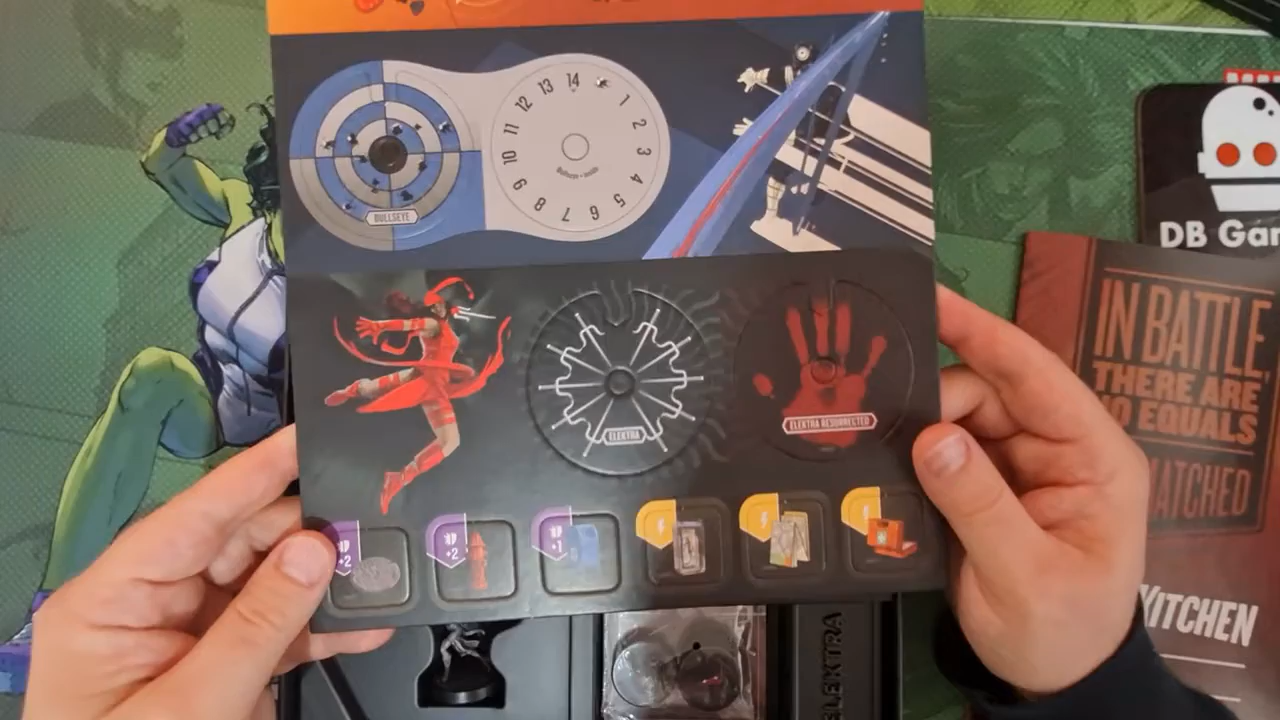 14
13
12
11
10
9
8
7
6
5
4
3
2
1
BULLSEYE
ELEKTRA
ELEKTRA RESURRECTED
+2
+2
+1
ELEKTRA
DB Gam
IN BATTLE
THERE ARE
NO EQUALS
MATCHED
KITCHEN